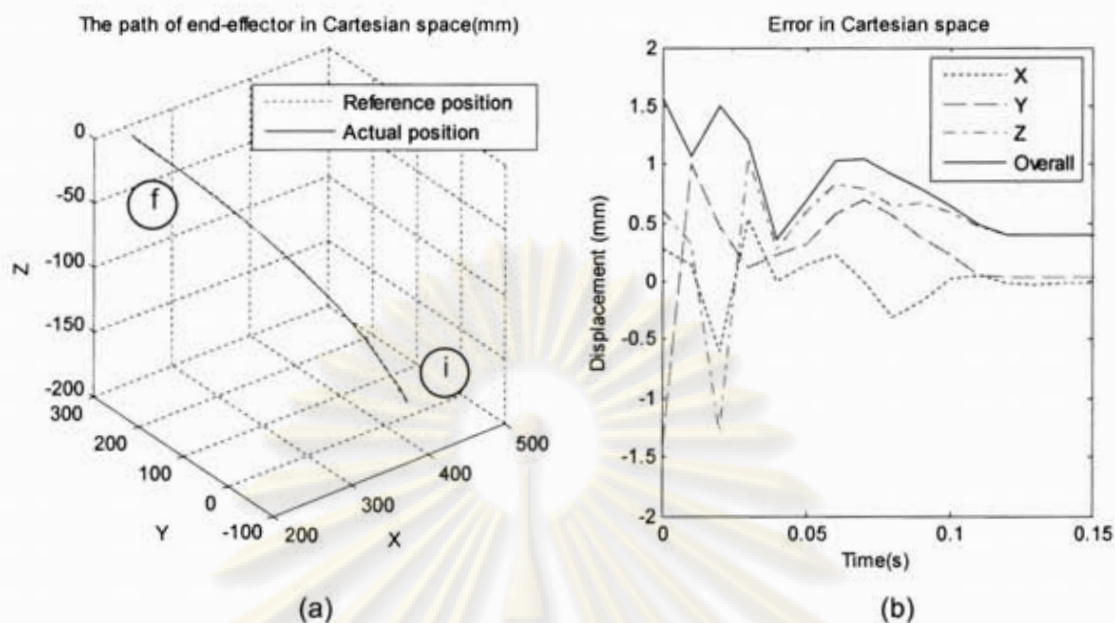 The path of end-effector in Cartesian space(mm)
Reference position
Actual position
0
-50
-100
-150
-200
Z
f
i
300
200
100
0
-100
Y
200
300
400
500
X
(a)
Error in Cartesian space
X
Y
Z
Overall
2
1.5
1
0.5
0
-0.5
-1
-1.5
-2
Displacement (mm)
0
0.05
0.1
0.15
Time(s)
(b)